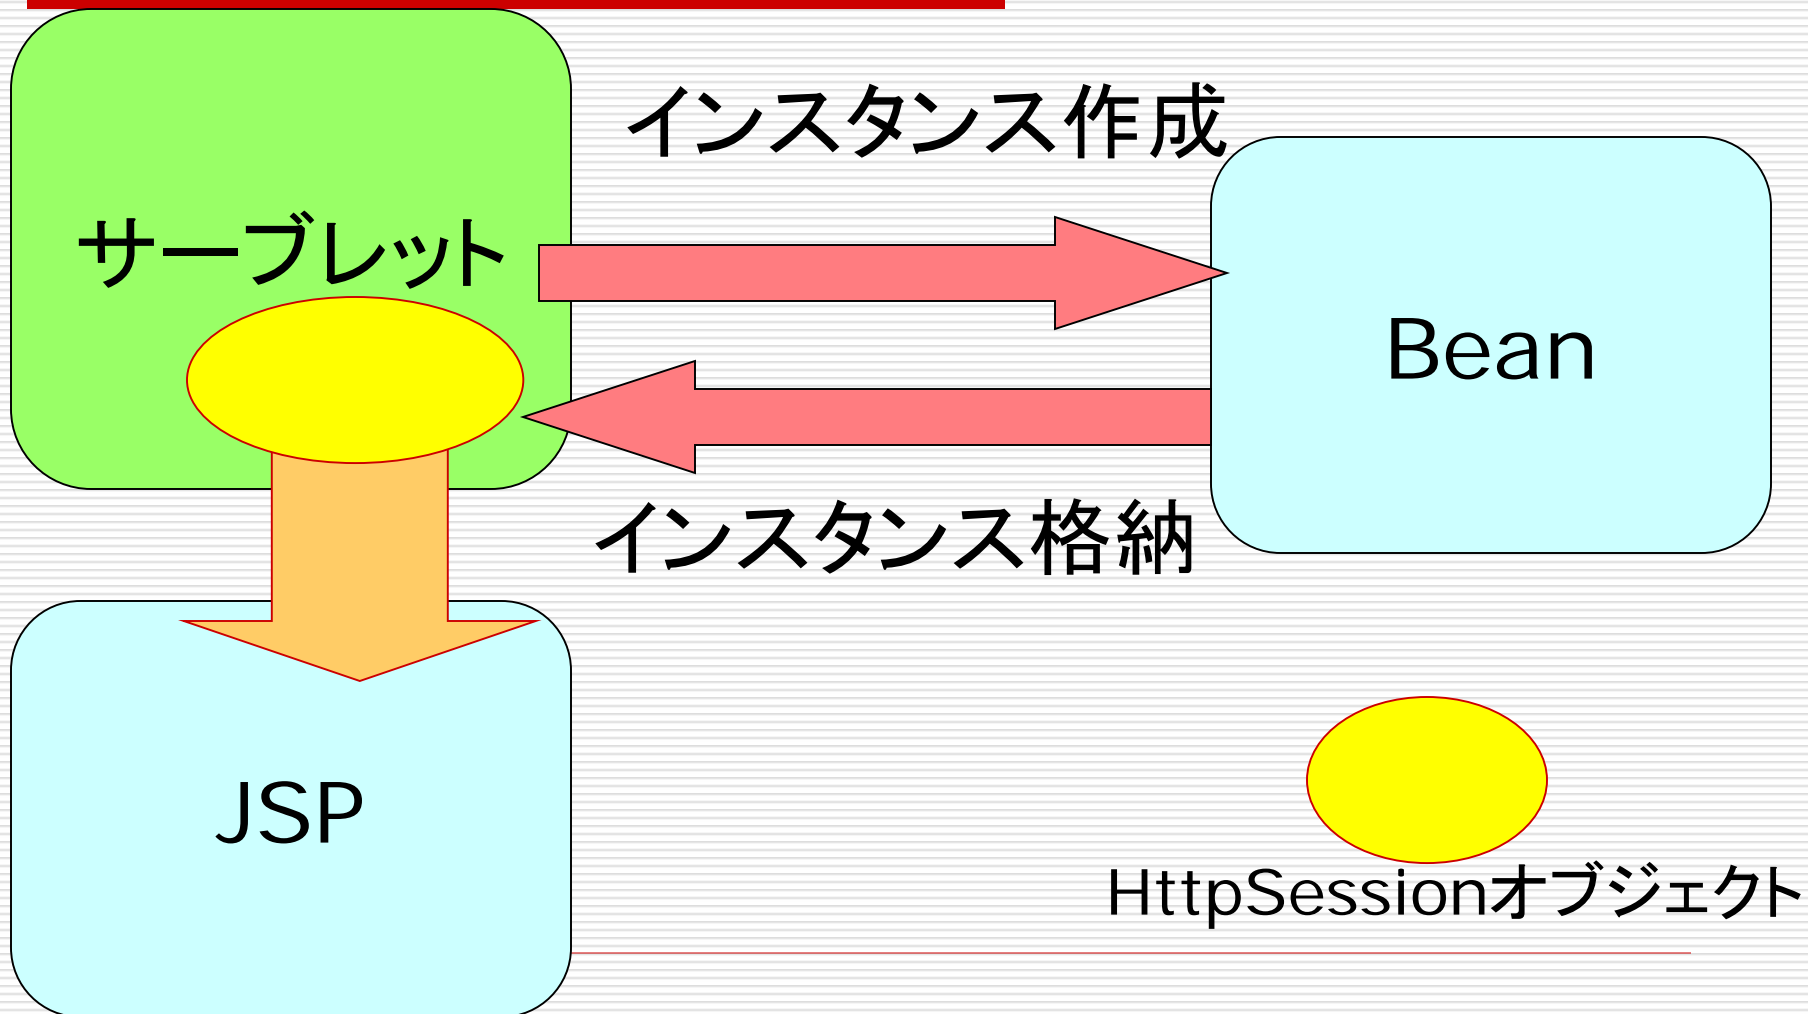 インスタンス作成
サーブレット
Bean
インスタンス格納
JSP
HttpSessionオブジェクト